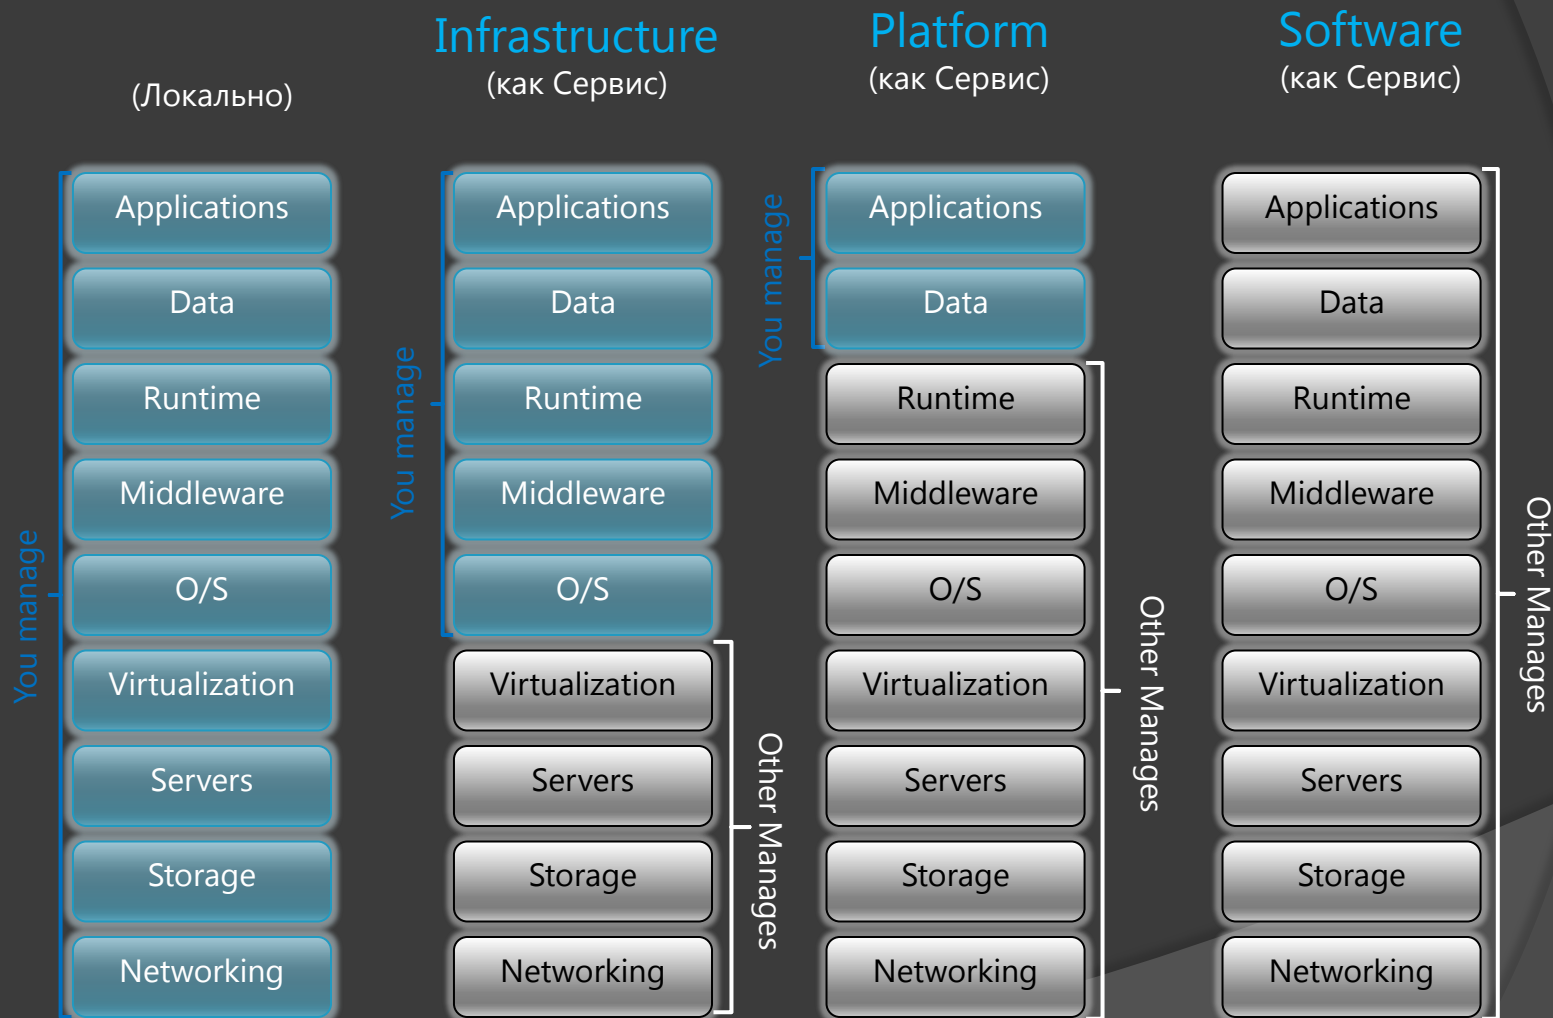 (Локально)
Infrastructure
(как Сервис)
Platform
(как Сервис)
Software
(как Сервис)
You manage
Applications
Data
Runtime
Middleware
O/S
Virtualization
Servers
Storage
Networking
You manage
Applications
Data
Runtime
Middleware
O/S
Virtualization
Servers
Storage
Networking
Other Manages
You manage
Applications
Data
Runtime
Middleware
O/S
Virtualization
Servers
Storage
Networking
Other Manages
Applications
Data
Runtime
Middleware
O/S
Virtualization
Servers
Storage
Networking
Other Manages